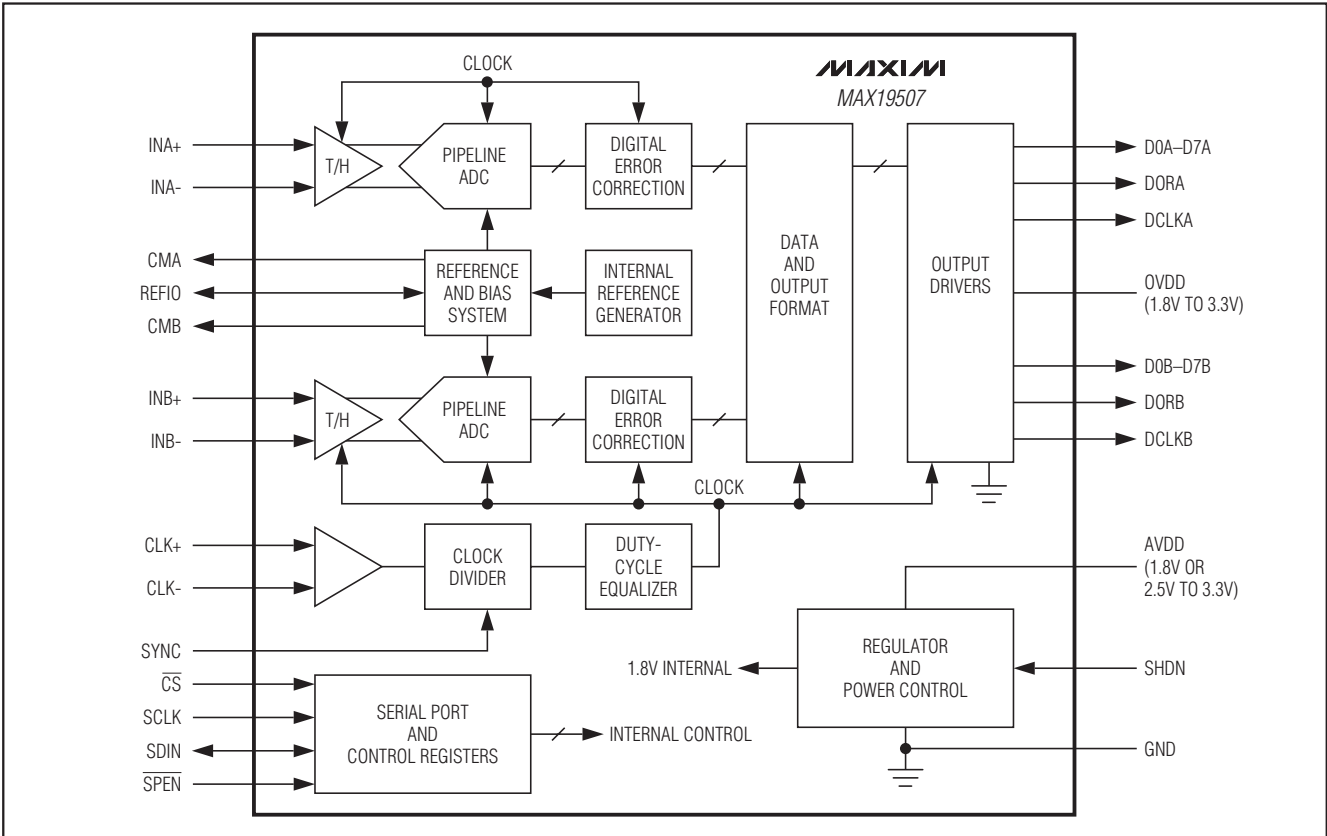 CLOCK
MAXIM
MAX19507
INA+
INA-
T/H
PIPELINE
ADC
DIGITAL
ERROR
CORRECTION
D0A–D7A
DORA
DCLKA
CMA
REFIO
CMB
REFERENCE
AND BIAS
SYSTEM
INTERNAL
REFERENCE
GENERATOR
DATA
AND
OUTPUT
FORMAT
OUTPUT
DRIVERS
OVDD
(1.8V TO 3.3V)
INB+
INB-
T/H
PIPELINE
ADC
DIGITAL
ERROR
CORRECTION
D0B–D7B
DORB
DCLKB
CLOCK
CLK+
CLK-
CLOCK
DIVIDER
DUTY-
CYCLE
EQUALIZER
AVDD
(1.8V OR
2.5V TO 3.3V)
SYNC
CS
SCLK
SDIN
SPEN
SERIAL PORT
AND
CONTROL REGISTERS
INTERNAL CONTROL
1.8V INTERNAL
REGULATOR
AND
POWER CONTROL
SHDN
GND